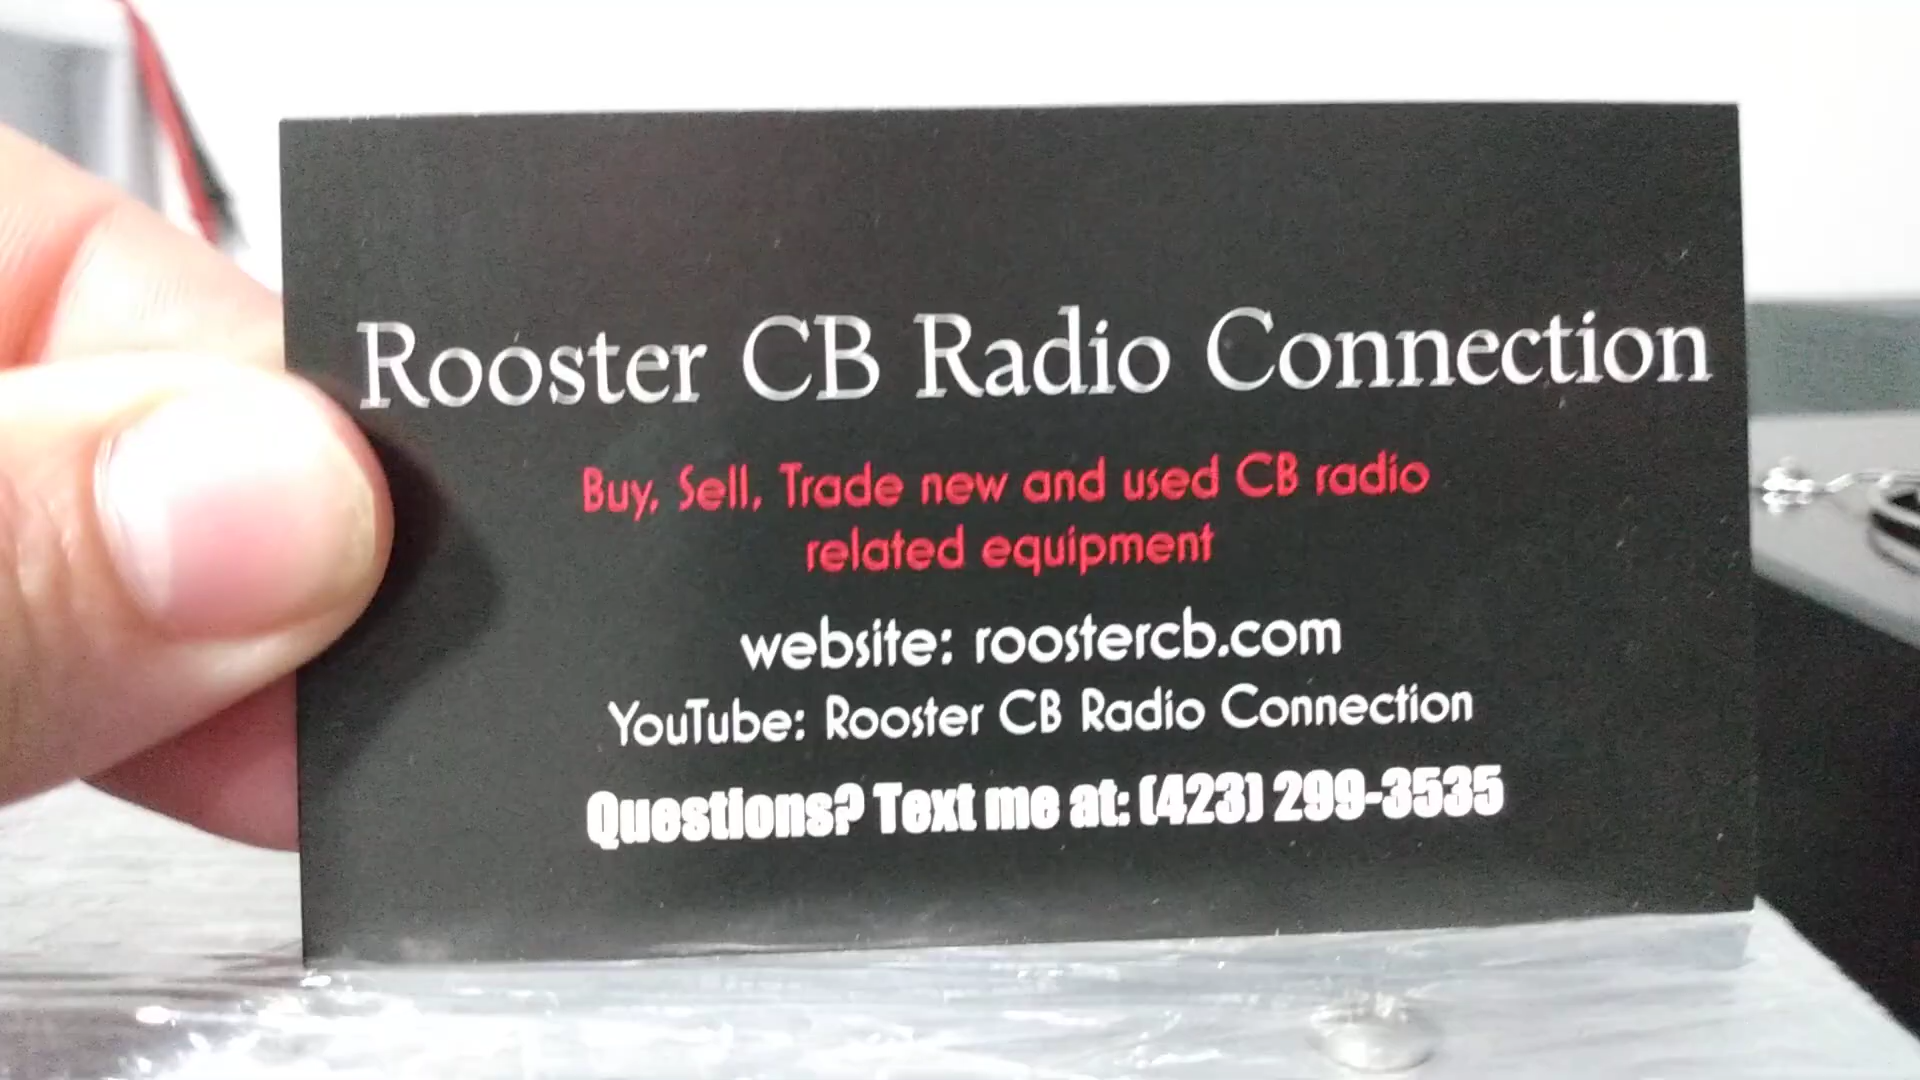 Rooster CB Radio Connection
Buy, Sell, Trade new and used CB radio
related equipment
website: roostercb.com
YouTube: Rooster CB Radio Connection
Questions? Text me at: (423) 299-3535